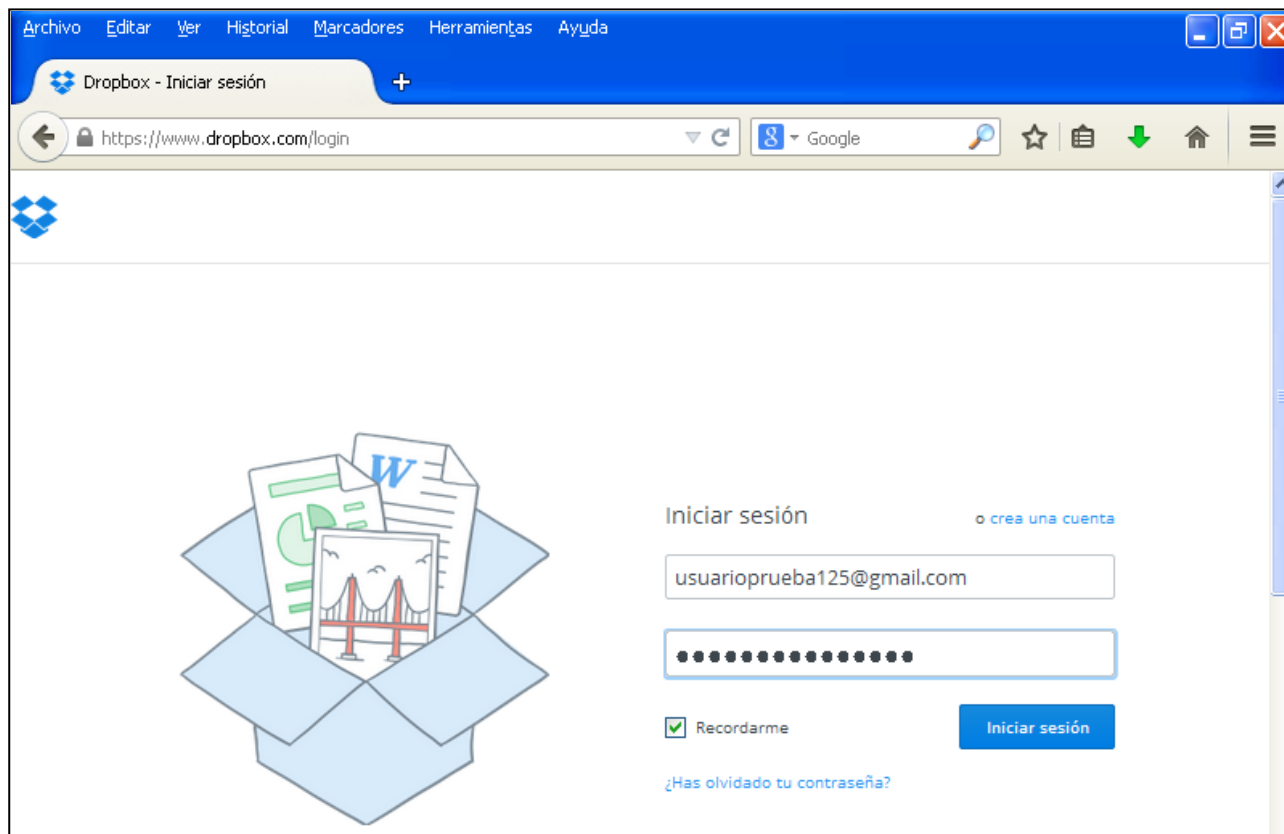 Archivo Editar Ver Historial Marcadores Herramientas Ayuda
Dropbox - Iniciar sesión
https://www.dropbox.com/login
8 Google
W
Iniciar sesión o crea una cuenta
usuarioprueba125@gmail.com
Recordarme Iniciar sesión
¿Has olvidado tu contraseña?